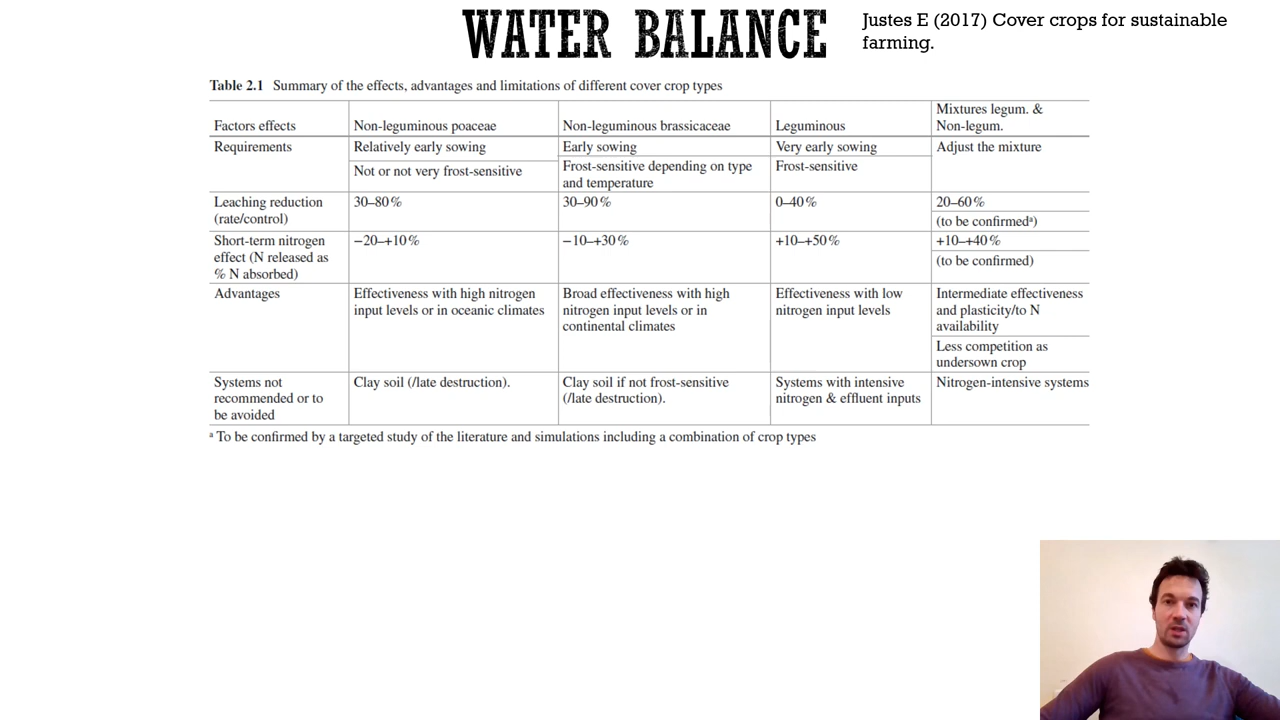 WATER BALANCE
Justes E (2017) Cover crops for sustainable
farming.
Table 2.1 Summary of the effects, advantages and limitations of different cover crop types
Factors effects
Non-leguminous poaceae
Non-leguminous brassicaceae
Leguminous
Mixtures legum. &
Non-legum.
Requirements
Relatively early sowing
Not or not very frost-sensitive
Early sowing
Frost-sensitive depending on type
and temperature
Very early sowing
Frost-sensitive
Adjust the mixture
Leaching reduction
(rate/control)
30–80 %
30–90 %
0–40 %
20–60 %
(to be confirmedᵃ)
Short-term nitrogen
effect (N released as
% N absorbed)
−20–+10 %
−10–+30 %
+10–+50 %
+10–+40 %
(to be confirmed)
Advantages
Effectiveness with high nitrogen
input levels or in oceanic climates
Broad effectiveness with high
nitrogen input levels or in
continental climates
Effectiveness with low
nitrogen input levels
Intermediate effectiveness
and plasticity/to N
availability
Less competition as
undersown crop
Systems not
recommended or to
be avoided
Clay soil (/late destruction).
Clay soil if not frost-sensitive
(/late destruction).
Systems with intensive
nitrogen & effluent inputs
Nitrogen-intensive systems
ᵃ To be confirmed by a targeted study of the literature and simulations including a combination of crop types